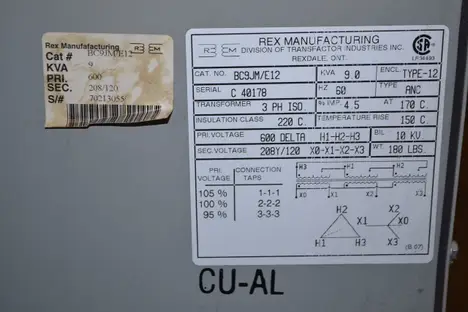 Rex Manufacturing
Cat # BC9JM/E12
KVA 9
PRI. 600
SEC. 208/120
S/# 70213055
REX MANUFACTURING
DIVISION OF TRANSFACTOR INDUSTRIES INC.
REXDALE, ONT.
CAT. NO. BC9JM/E12 KVA 9.0 ENCL. TYPE-12
SERIAL C 40178 HZ 60 TYPE ANC
TRANSFORMER 3 PH ISO. % IMP. 4.5 AT 170 C.
INSULATION CLASS 220 C. TEMPERATURE RISE 150 C.
PRI.VOLTAGE 600 DELTA H1-H2-H3 BIL 10 KV.
SEC.VOLTAGE 208Y/120 X0-X1-X2-X3 WT. 180 LBS.
PRI. VOLTAGE CONNECTION TAPS
105 % 1-1-1
100 % 2-2-2
95 % 3-3-3
H3 H2 H1
X0 X3 X2 X1
H2 X2
X1 X0
H1 H3 X3
CU-AL